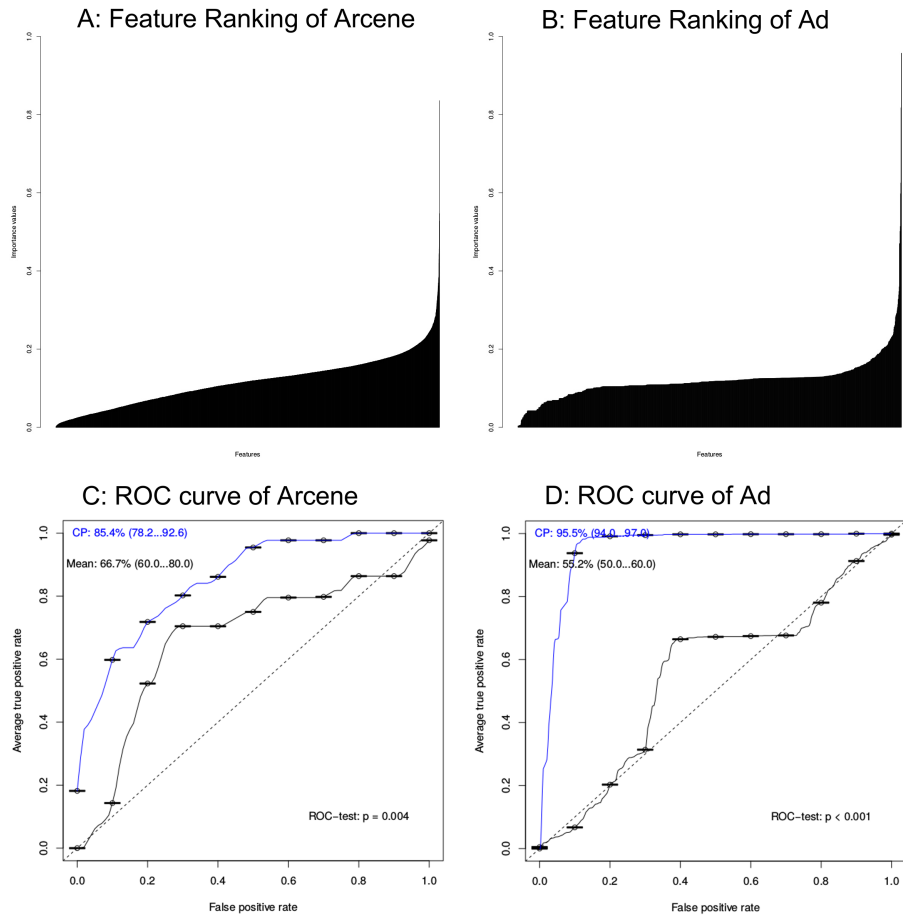 A: Feature Ranking of Arcene
1.0
0.8
0.6
0.4
0.2
0.0
Importance values
Features
B: Feature Ranking of Ad
1.0
0.8
0.6
0.4
0.2
0.0
Importance values
Features
C: ROC curve of Arcene
CP: 85.4% (78.2...92.6)
Mean: 66.7% (60.0...80.0)
ROC-test: p = 0.004
1.0
0.8
0.6
0.4
0.2
0.0
Average true positive rate
0.0 0.2 0.4 0.6 0.8 1.0
False positive rate
D: ROC curve of Ad
CP: 95.5% (94.0...97.0)
Mean: 55.2% (50.0...60.0)
ROC-test: p < 0.001
1.0
0.8
0.6
0.4
0.2
0.0
Average true positive rate
0.0 0.2 0.4 0.6 0.8 1.0
False positive rate